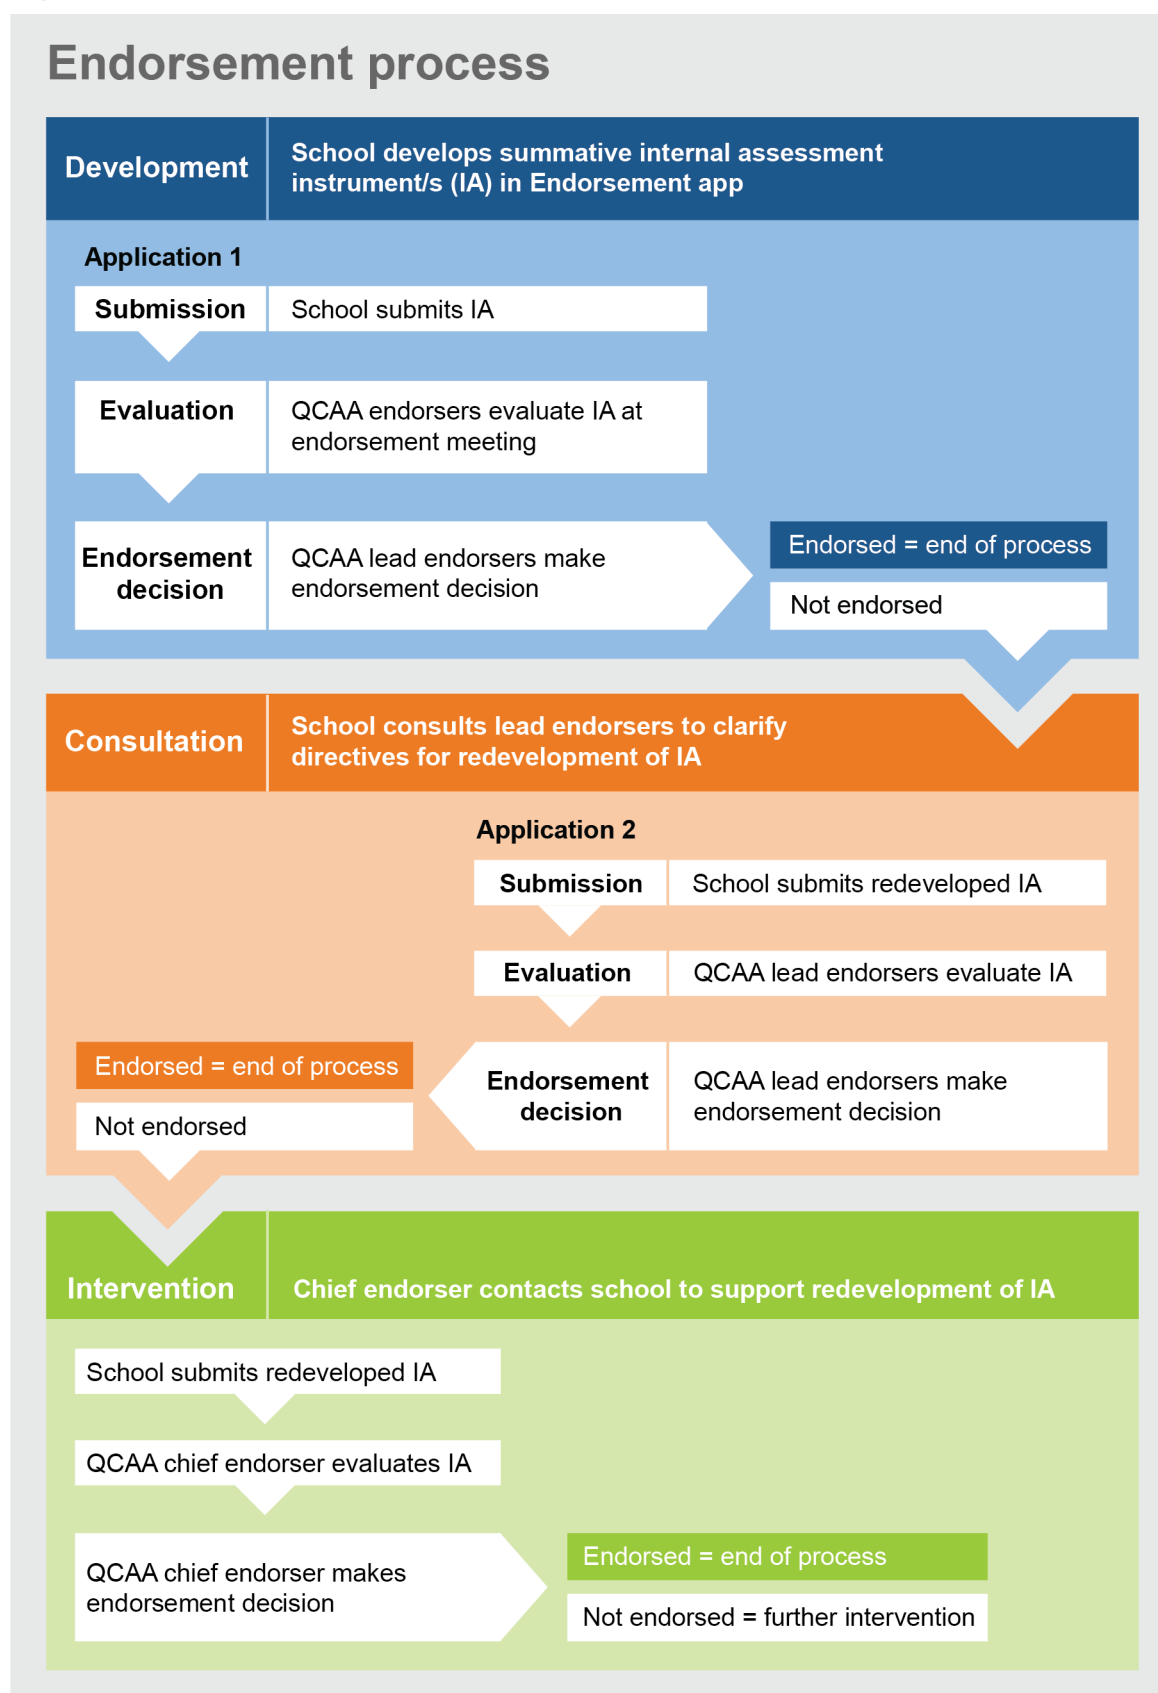 Endorsement process
Development
School develops summative internal assessment
instrument/s (IA) in Endorsement app
Application 1
Submission
School submits IA
Evaluation
QCAA endorsers evaluate IA at
endorsement meeting
Endorsement
decision
QCAA lead endorsers make
endorsement decision
Endorsed = end of process
Not endorsed
Consultation
School consults lead endorsers to clarify
directives for redevelopment of IA
Application 2
Submission
School submits redeveloped IA
Evaluation
QCAA lead endorsers evaluate IA
Endorsement
decision
QCAA lead endorsers make
endorsement decision
Endorsed = end of process
Not endorsed
Intervention
Chief endorser contacts school to support redevelopment of IA
School submits redeveloped IA
QCAA chief endorser evaluates IA
QCAA chief endorser makes
endorsement decision
Endorsed = end of process
Not endorsed = further intervention